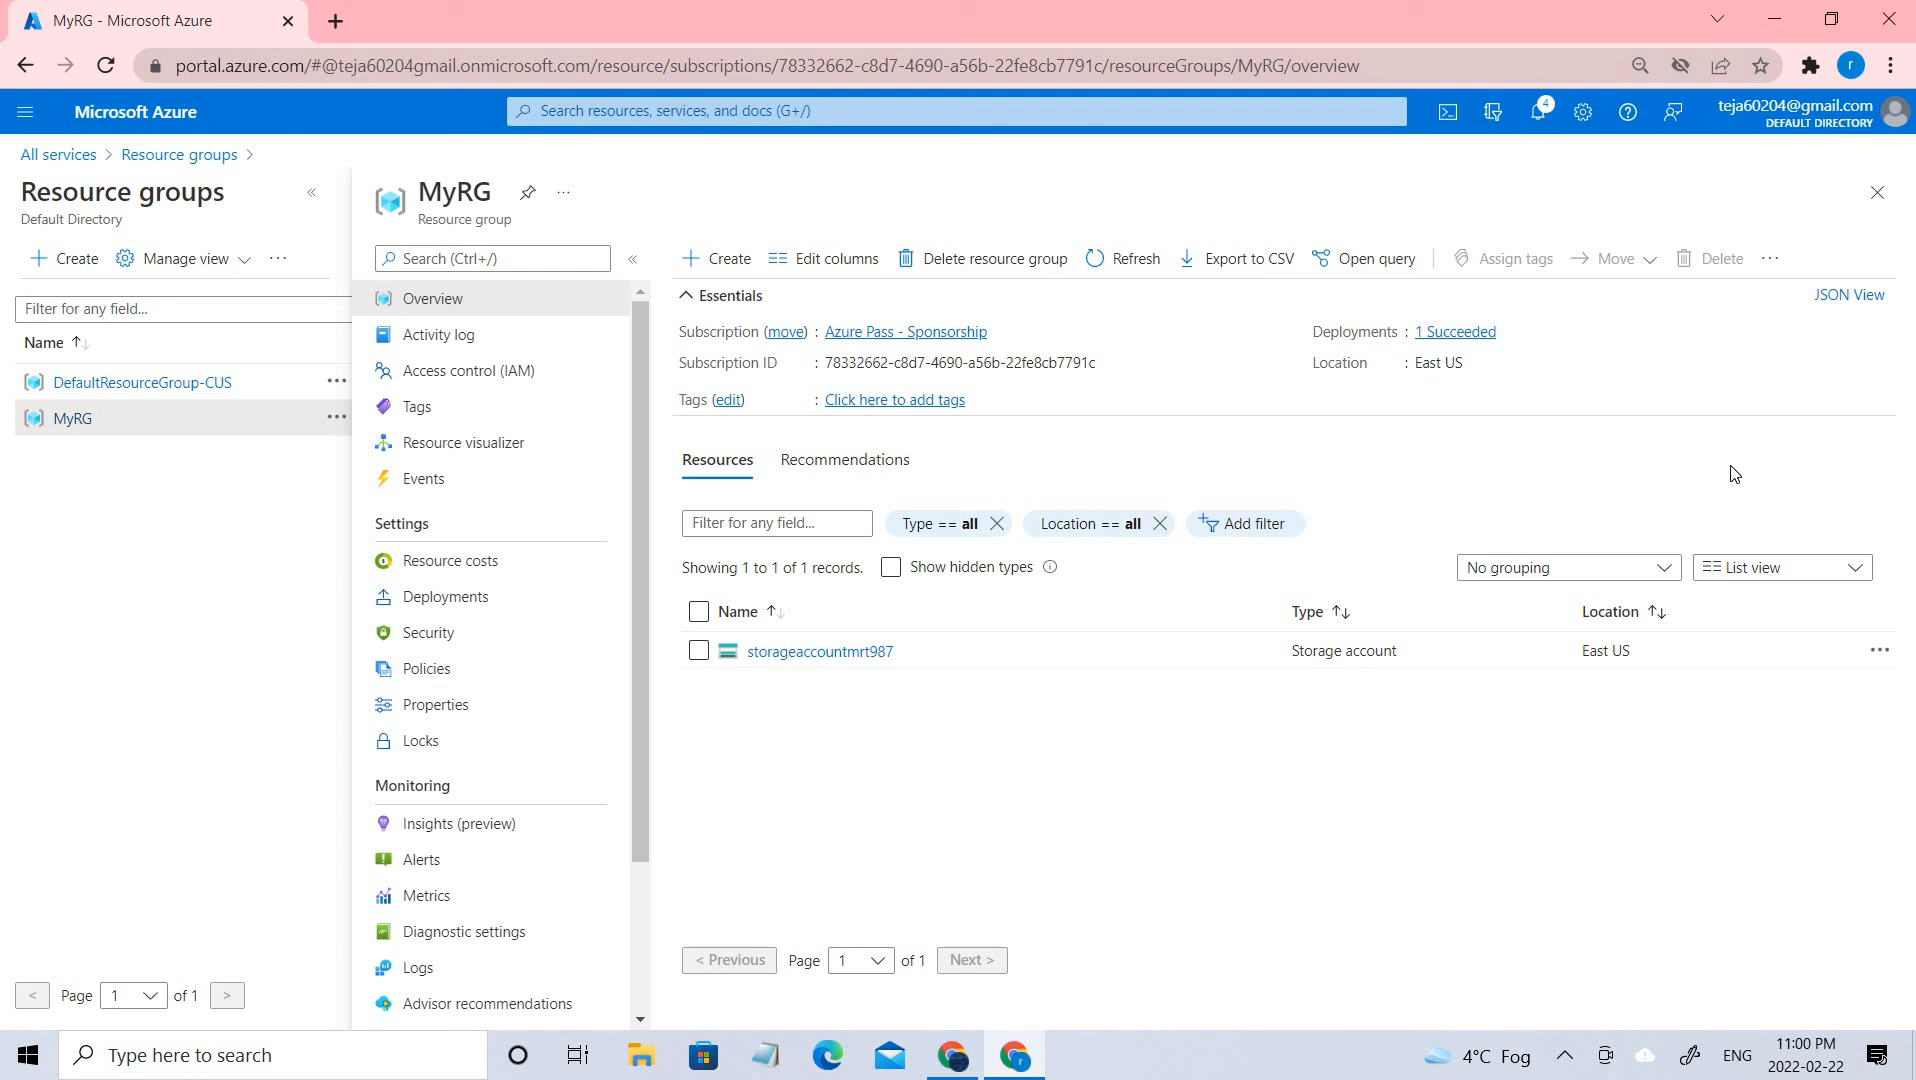 MyRG - Microsoft Azure
portal.azure.com/#@teja60204gmail.onmicrosoft.com/resource/subscriptions/78332662-c8d7-4690-a56b-22fe8cb7791c/resourceGroups/MyRG/overview
r
Microsoft Azure
Search resources, services, and docs (G+/)
4
teja60204@gmail.com
DEFAULT DIRECTORY
All services > Resource groups >
Resource groups
Default Directory
+ Create Manage view ...
Filter for any field...
Name
DefaultResourceGroup-CUS ...
MyRG ...
< Page 1 of 1 >
MyRG ...
Resource group
Search (Ctrl+/)
Overview
Activity log
Access control (IAM)
Tags
Resource visualizer
Events
Settings
Resource costs
Deployments
Security
Policies
Properties
Locks
Monitoring
Insights (preview)
Alerts
Metrics
Diagnostic settings
Logs
Advisor recommendations
+ Create Edit columns Delete resource group Refresh Export to CSV Open query Assign tags Move Delete ...
Essentials
JSON View
Subscription (move) : Azure Pass - Sponsorship
Deployments : 1 Succeeded
Subscription ID : 78332662-c8d7-4690-a56b-22fe8cb7791c
Location : East US
Tags (edit) : Click here to add tags
Resources Recommendations
Filter for any field... Type == all Location == all Add filter
Showing 1 to 1 of 1 records. Show hidden types No grouping List view
Name Type Location
storageaccountmrt987 Storage account East US ...
< Previous Page 1 of 1 Next >
Type here to search
r
4°C Fog
ENG
11:00 PM
2022-02-22